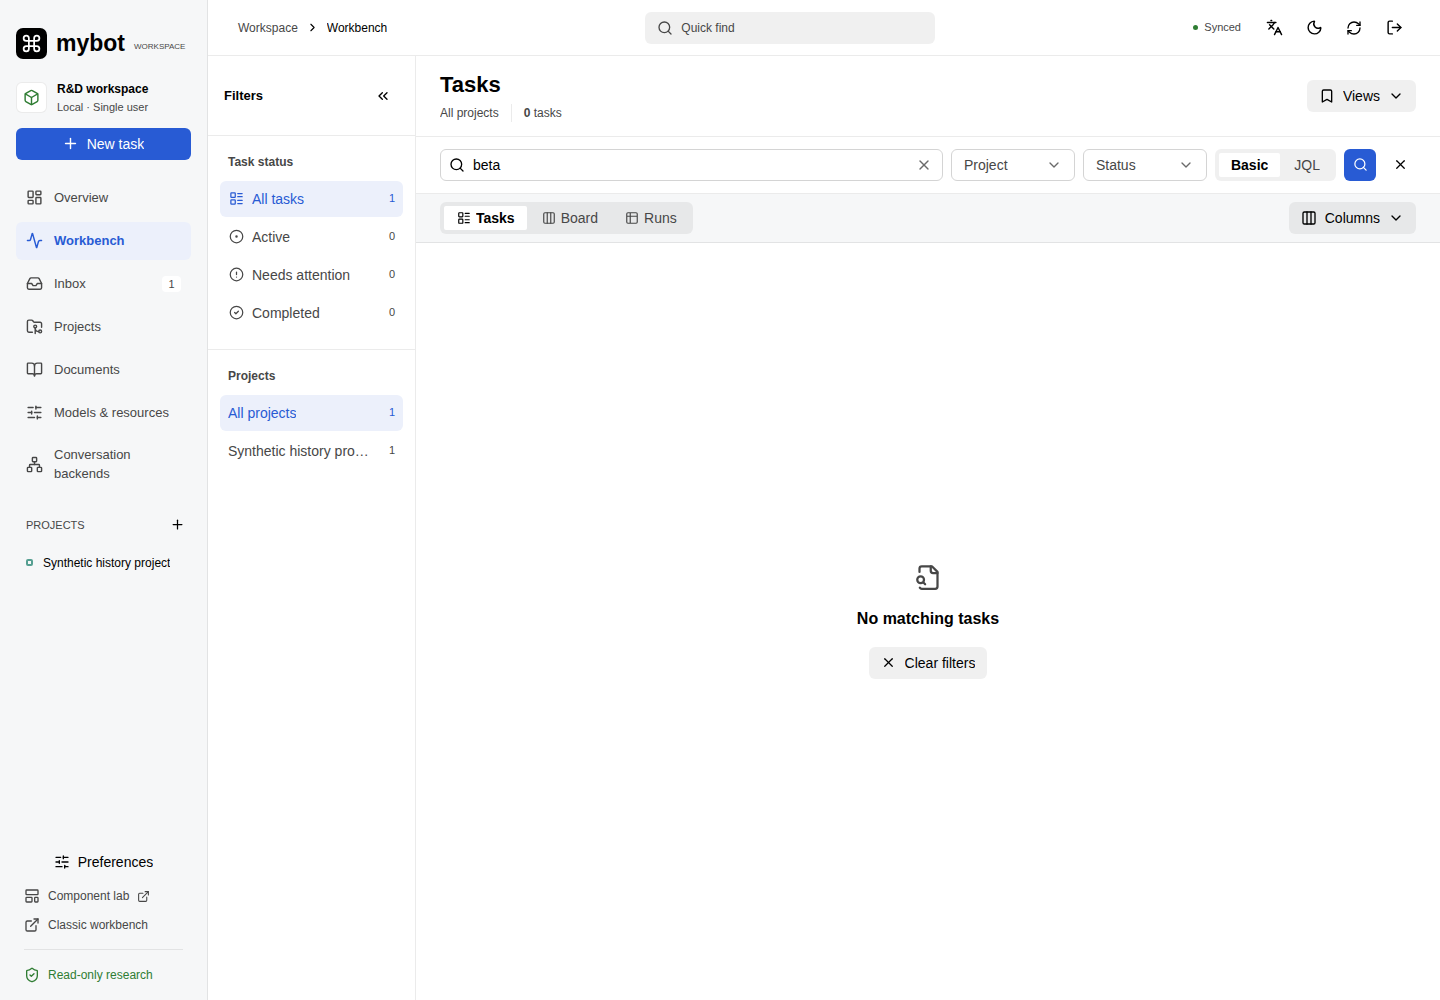 mybot WORKSPACE
R&D workspace
Local · Single user
New task
Overview
Workbench
Inbox 1
Projects
Documents
Models & resources
Conversation
backends
PROJECTS
Synthetic history project
Preferences
Component lab
Classic workbench
Read-only research
Workspace Workbench
Quick find
Synced
Filters
Task status
All tasks 1
Active 0
Needs attention 0
Completed 0
Projects
All projects 1
Synthetic history pro… 1
Tasks
All projects 0 tasks
Views
beta
Project
Status
Basic JQL
Tasks Board Runs
Columns
No matching tasks
Clear filters